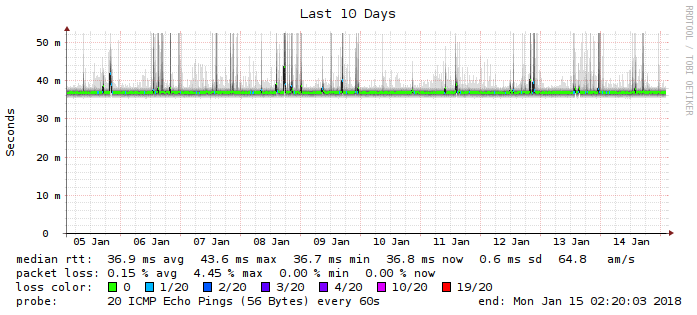 Last 10 Days
RRDTOOL / TOBI OETIKER
Seconds
50 m
40 m
30 m
20 m
10 m
0
05 Jan 06 Jan 07 Jan 08 Jan 09 Jan 10 Jan 11 Jan 12 Jan 13 Jan 14 Jan
median rtt: 36.9 ms avg 43.6 ms max 36.7 ms min 36.8 ms now 0.6 ms sd 64.8 am/s
packet loss: 0.15 % avg 4.45 % max 0.00 % min 0.00 % now
loss color: 0 1/20 2/20 3/20 4/20 10/20 19/20
probe: 20 ICMP Echo Pings (56 Bytes) every 60s end: Mon Jan 15 02:20:03 2018